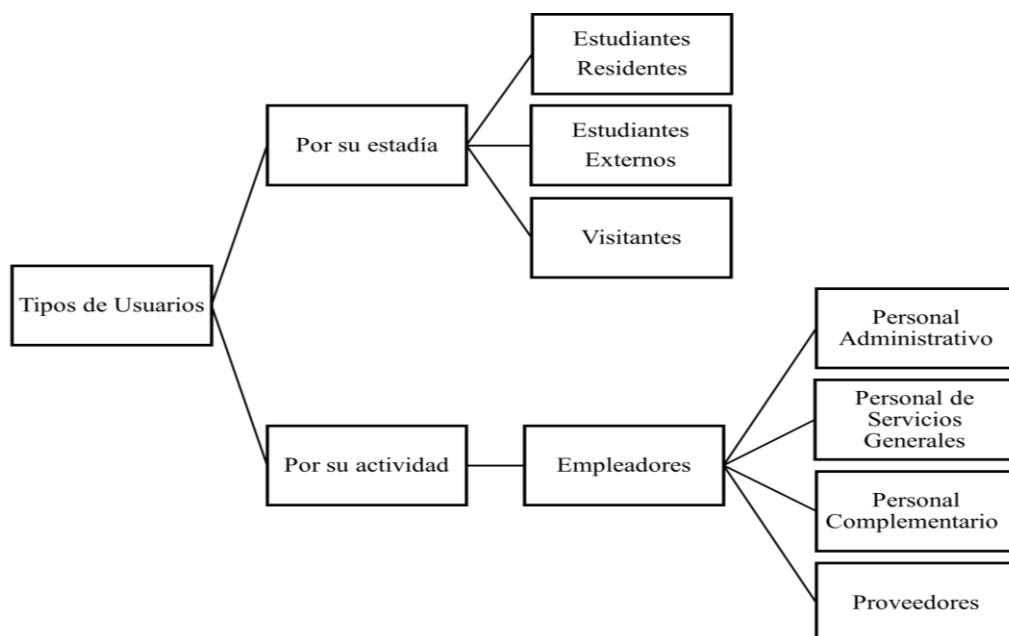 Estudiantes
Residentes
Por su estadía
Estudiantes
Externos
Visitantes
Tipos de Usuarios
Personal
Administrativo
Personal de
Servicios
Generales
Por su actividad
Empleadores
Personal
Complementario
Proveedores